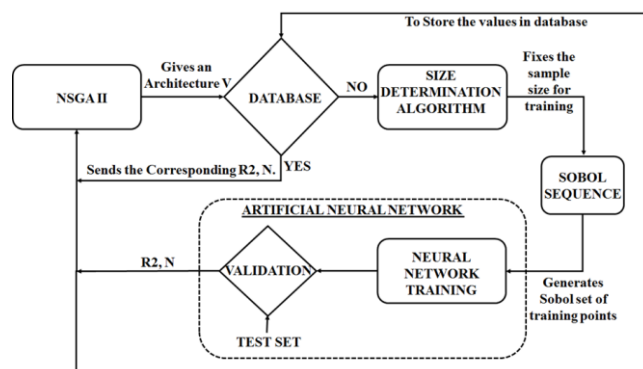 To Store the values in database
NSGA II
Gives an
Architecture V
DATABASE
NO
SIZE
DETERMINATION
ALGORITHM
Fixes the
sample
size for
training
YES
Sends the Corresponding R2, N.
SOBOL
SEQUENCE
ARTIFICIAL NEURAL NETWORK
R2, N
VALIDATION
NEURAL
NETWORK
TRAINING
TEST SET
Generates
Sobol set of
training points